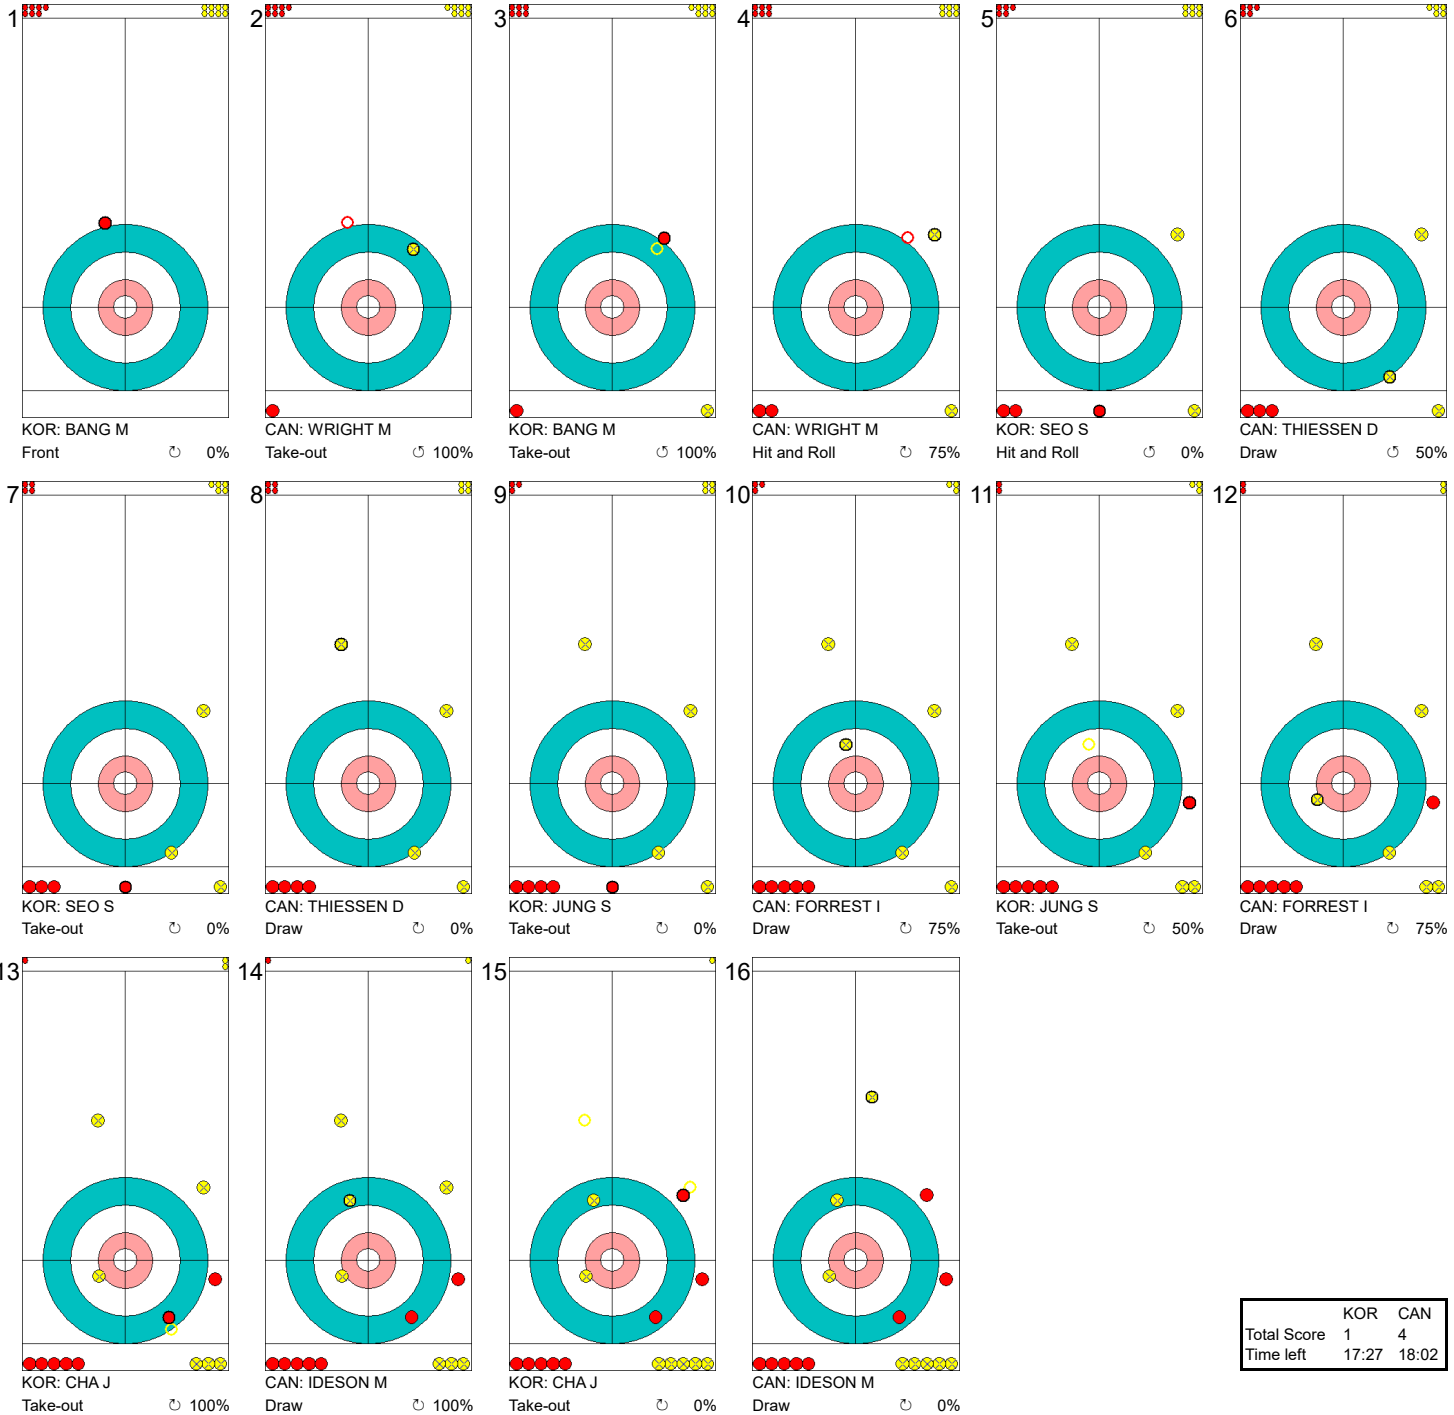 1
KOR: BANG M
Front ↻ 0%
2
CAN: WRIGHT M
Take-out ↺ 100%
3
KOR: BANG M
Take-out ↺ 100%
4
CAN: WRIGHT M
Hit and Roll ↻ 75%
5
KOR: SEO S
Hit and Roll ↺ 0%
6
CAN: THIESSEN D
Draw ↺ 50%
7
KOR: SEO S
Take-out ↻ 0%
8
CAN: THIESSEN D
Draw ↻ 0%
9
KOR: JUNG S
Take-out ↻ 0%
10
CAN: FORREST I
Draw ↻ 75%
11
KOR: JUNG S
Take-out ↻ 50%
12
CAN: FORREST I
Draw ↻ 75%
13
KOR: CHA J
Take-out ↻ 100%
14
CAN: IDESON M
Draw ↻ 100%
15
KOR: CHA J
Take-out ↻ 0%
16
CAN: IDESON M
Draw ↻ 0%
KOR CAN
Total Score 1 4
Time left 17:27 18:02